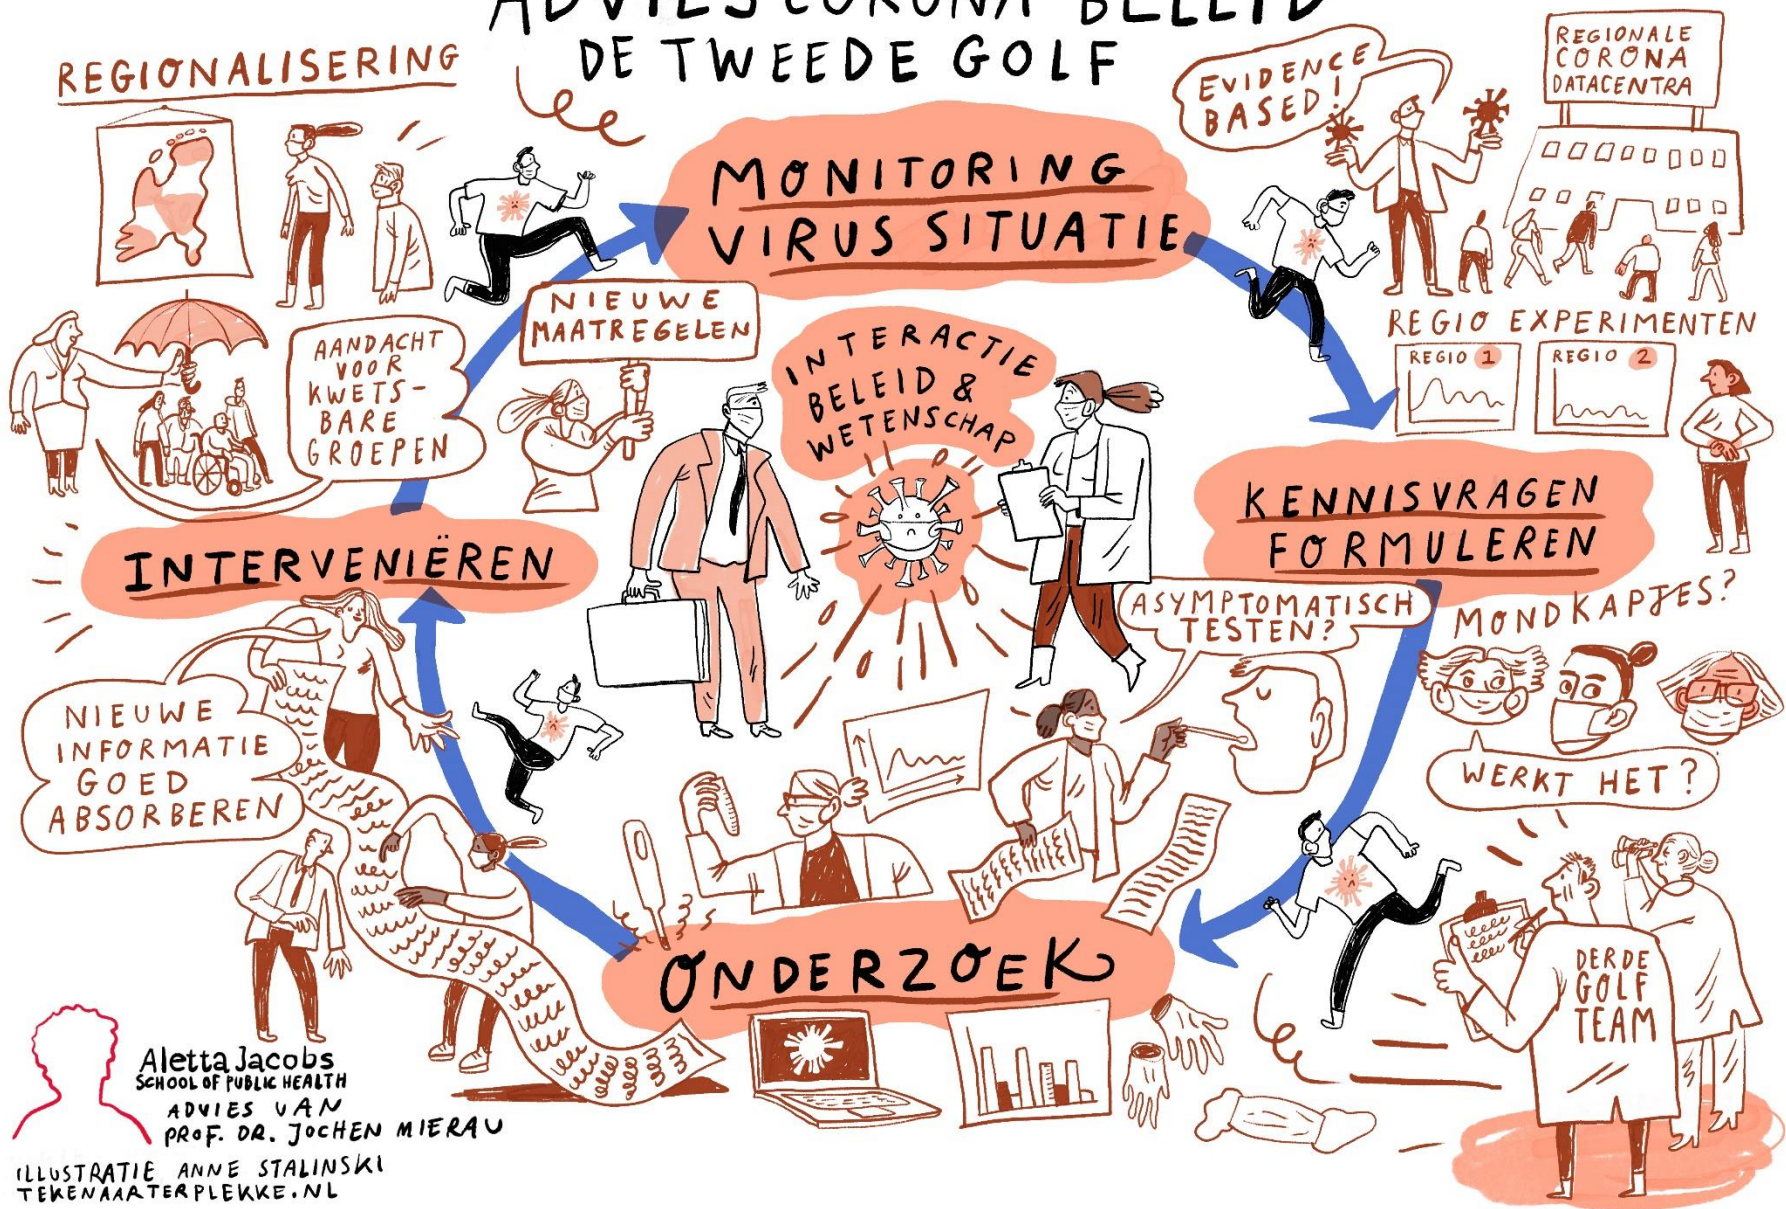 ADVIES CORONA BELEID
DE TWEEDE GOLF
REGIONALISERING
EVIDENCE
BASED!
REGIONALE
CORONA
DATACENTRA
MONITORING
VIRUS SITUATIE
NIEUWE
MAATREGELEN
AANDACHT
VOOR
KWETS-
BARE
GROEPEN
INTERACTIE
BELEID &
WETENSCHAP
REGIO EXPERIMENTEN
REGIO 1
REGIO 2
KENNISVRAGEN
FORMULEREN
INTERVENIËREN
ASYMPTOMATISCH
TESTEN?
MONDKAPJES?
WERKT HET?
NIEUWE
INFORMATIE
GOED
ABSORBEREN
ONDERZOEK
DERDE
GOLF
TEAM
Aletta Jacobs
SCHOOL OF PUBLIC HEALTH
ADVIES VAN
PROF. DR. JOCHEN MIERAU
ILLUSTRATIE ANNE STALINSKI
TEKENAARTERPLEKKE.NL